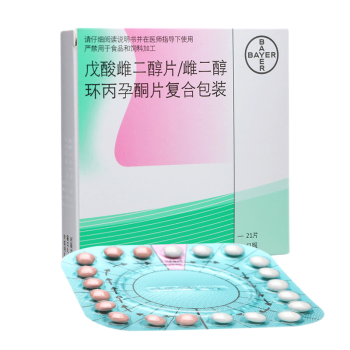 请仔细阅读说明书并在医师指导下使用
严禁用于食品和饲料加工
BAYER
BAYER
戊酸雌二醇片/雌二醇
环丙孕酮片复合包装
—21片